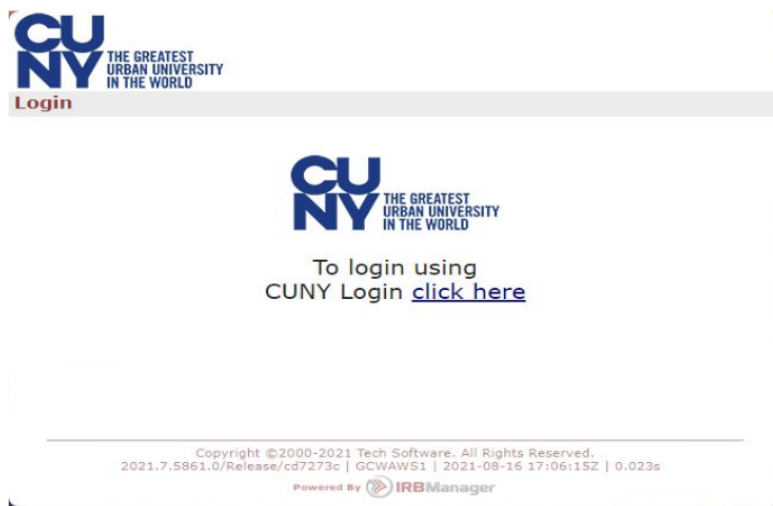 CU
NY
THE GREATEST
URBAN UNIVERSITY
IN THE WORLD
Login
CU
NY
THE GREATEST
URBAN UNIVERSITY
IN THE WORLD
To login using
CUNY Login click here
Copyright ©2000-2021 Tech Software. All Rights Reserved.
2021.7.5861.0/Release/cd7273c | GCWAWS1 | 2021-08-16 17:06:15Z | 0.023s
Powered By IRBManager